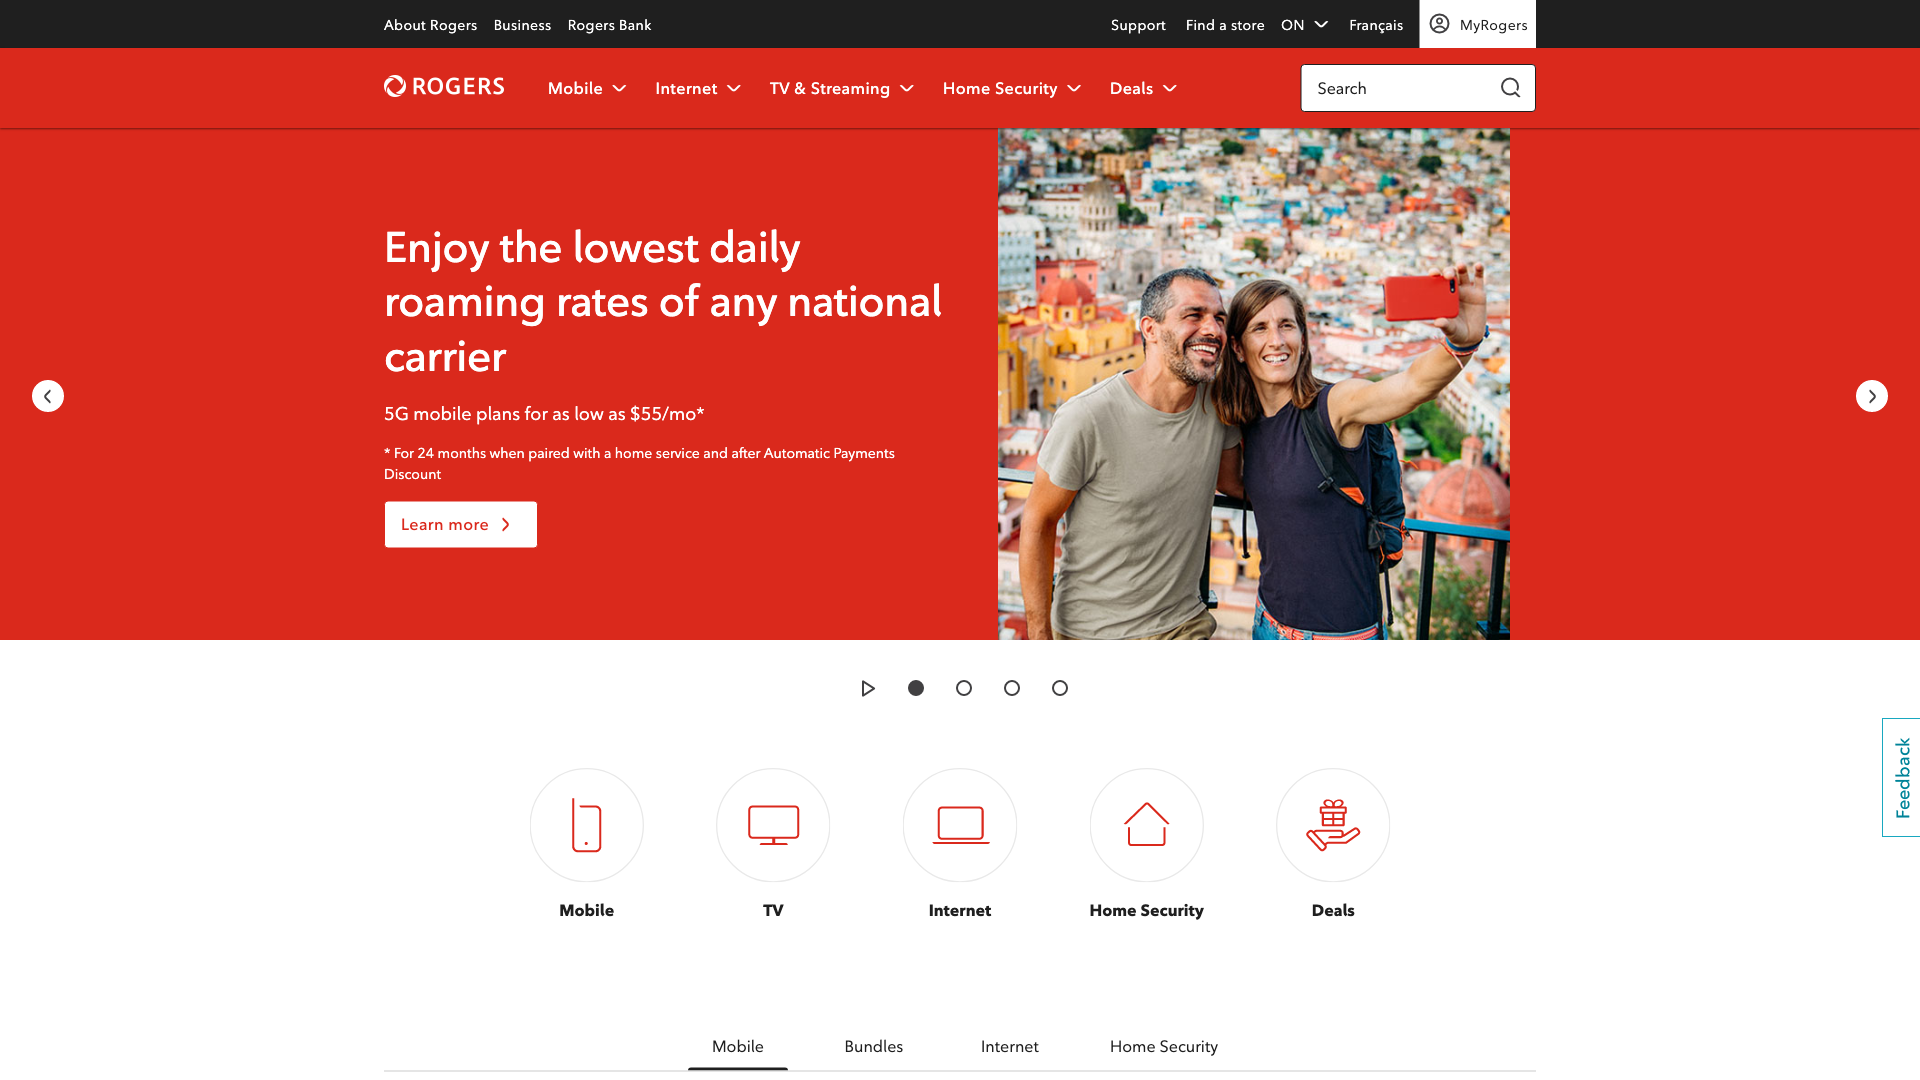 About Rogers
Business
Rogers Bank
Support
Find a store
ON
Français
MyRogers
ROGERS
Mobile
Internet
TV & Streaming
Home Security
Deals
Search
Enjoy the lowest daily
roaming rates of any national
carrier
5G mobile plans for as low as $55/mo*
* For 24 months when paired with a home service and after Automatic Payments
Discount
Learn more
Feedback
Mobile
TV
Internet
Home Security
Deals
Mobile
Bundles
Internet
Home Security